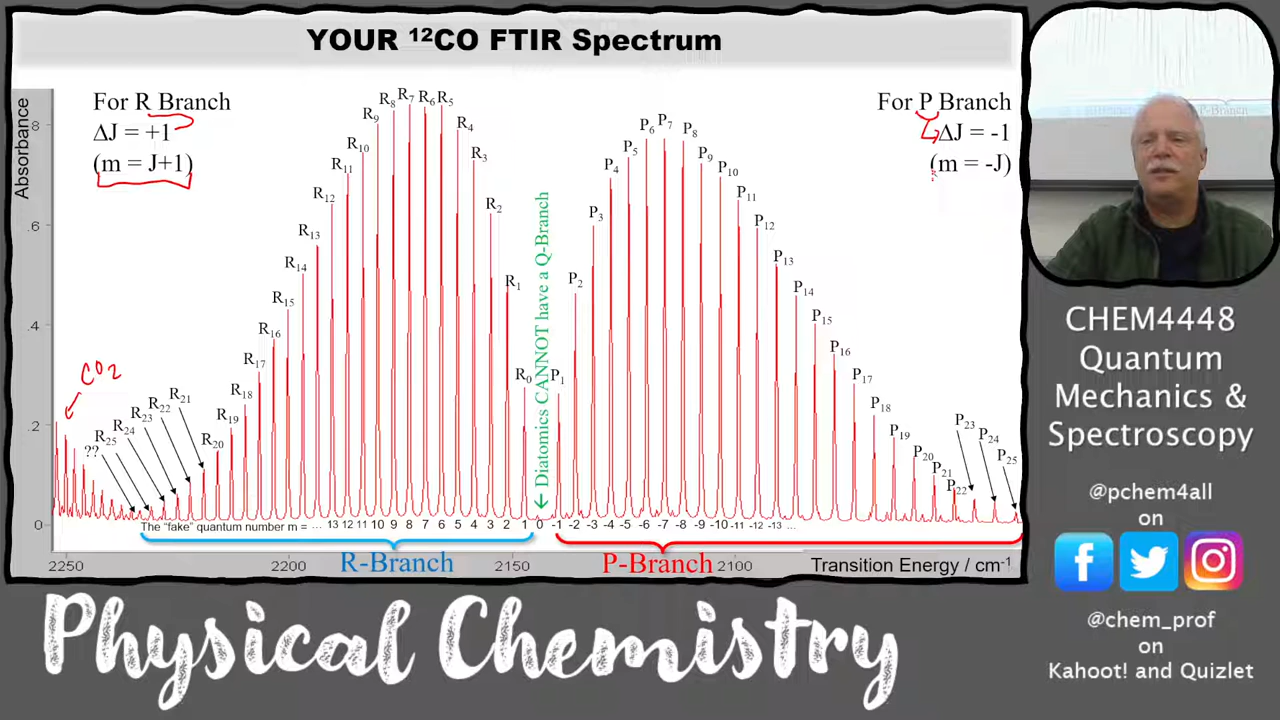 YOUR ¹²CO FTIR Spectrum
For R Branch
ΔJ = +1
(m = J+1)
For P Branch
ΔJ = -1
(m = -J)
Absorbance
.8
.6
.4
.2
0
CO2
??
R₂₅
R₂₄
R₂₃
R₂₂
R₂₁
R₂₀
R₁₉
R₁₈
R₁₇
R₁₆
R₁₅
R₁₄
R₁₃
R₁₂
R₁₁
R₁₀
R₉
R₈
R₇
R₆
R₅
R₄
R₃
R₂
R₁
R₀
← Diatomics CANNOT have a Q-Branch
P₁
P₂
P₃
P₄
P₅
P₆
P₇
P₈
P₉
P₁₀
P₁₁
P₁₂
P₁₃
P₁₄
P₁₅
P₁₆
P₁₇
P₁₈
P₁₉
P₂₀
P₂₁
P₂₂
P₂₃
P₂₄
P₂₅
The "fake" quantum number m = ... 13 12 11 10 9 8 7 6 5 4 3 2 1 0 -1 -2 -3 -4 -5 -6 -7 -8 -9 -10 -11 -12 -13 ...
R-Branch
P-Branch
2250 2200 2150 2100 Transition Energy / cm⁻¹
P-Branch
CHEM4448
Quantum
Mechanics &
Spectroscopy
@pchem4all
on
@chem_prof
on
Kahoot! and Quizlet
Physical Chemistry